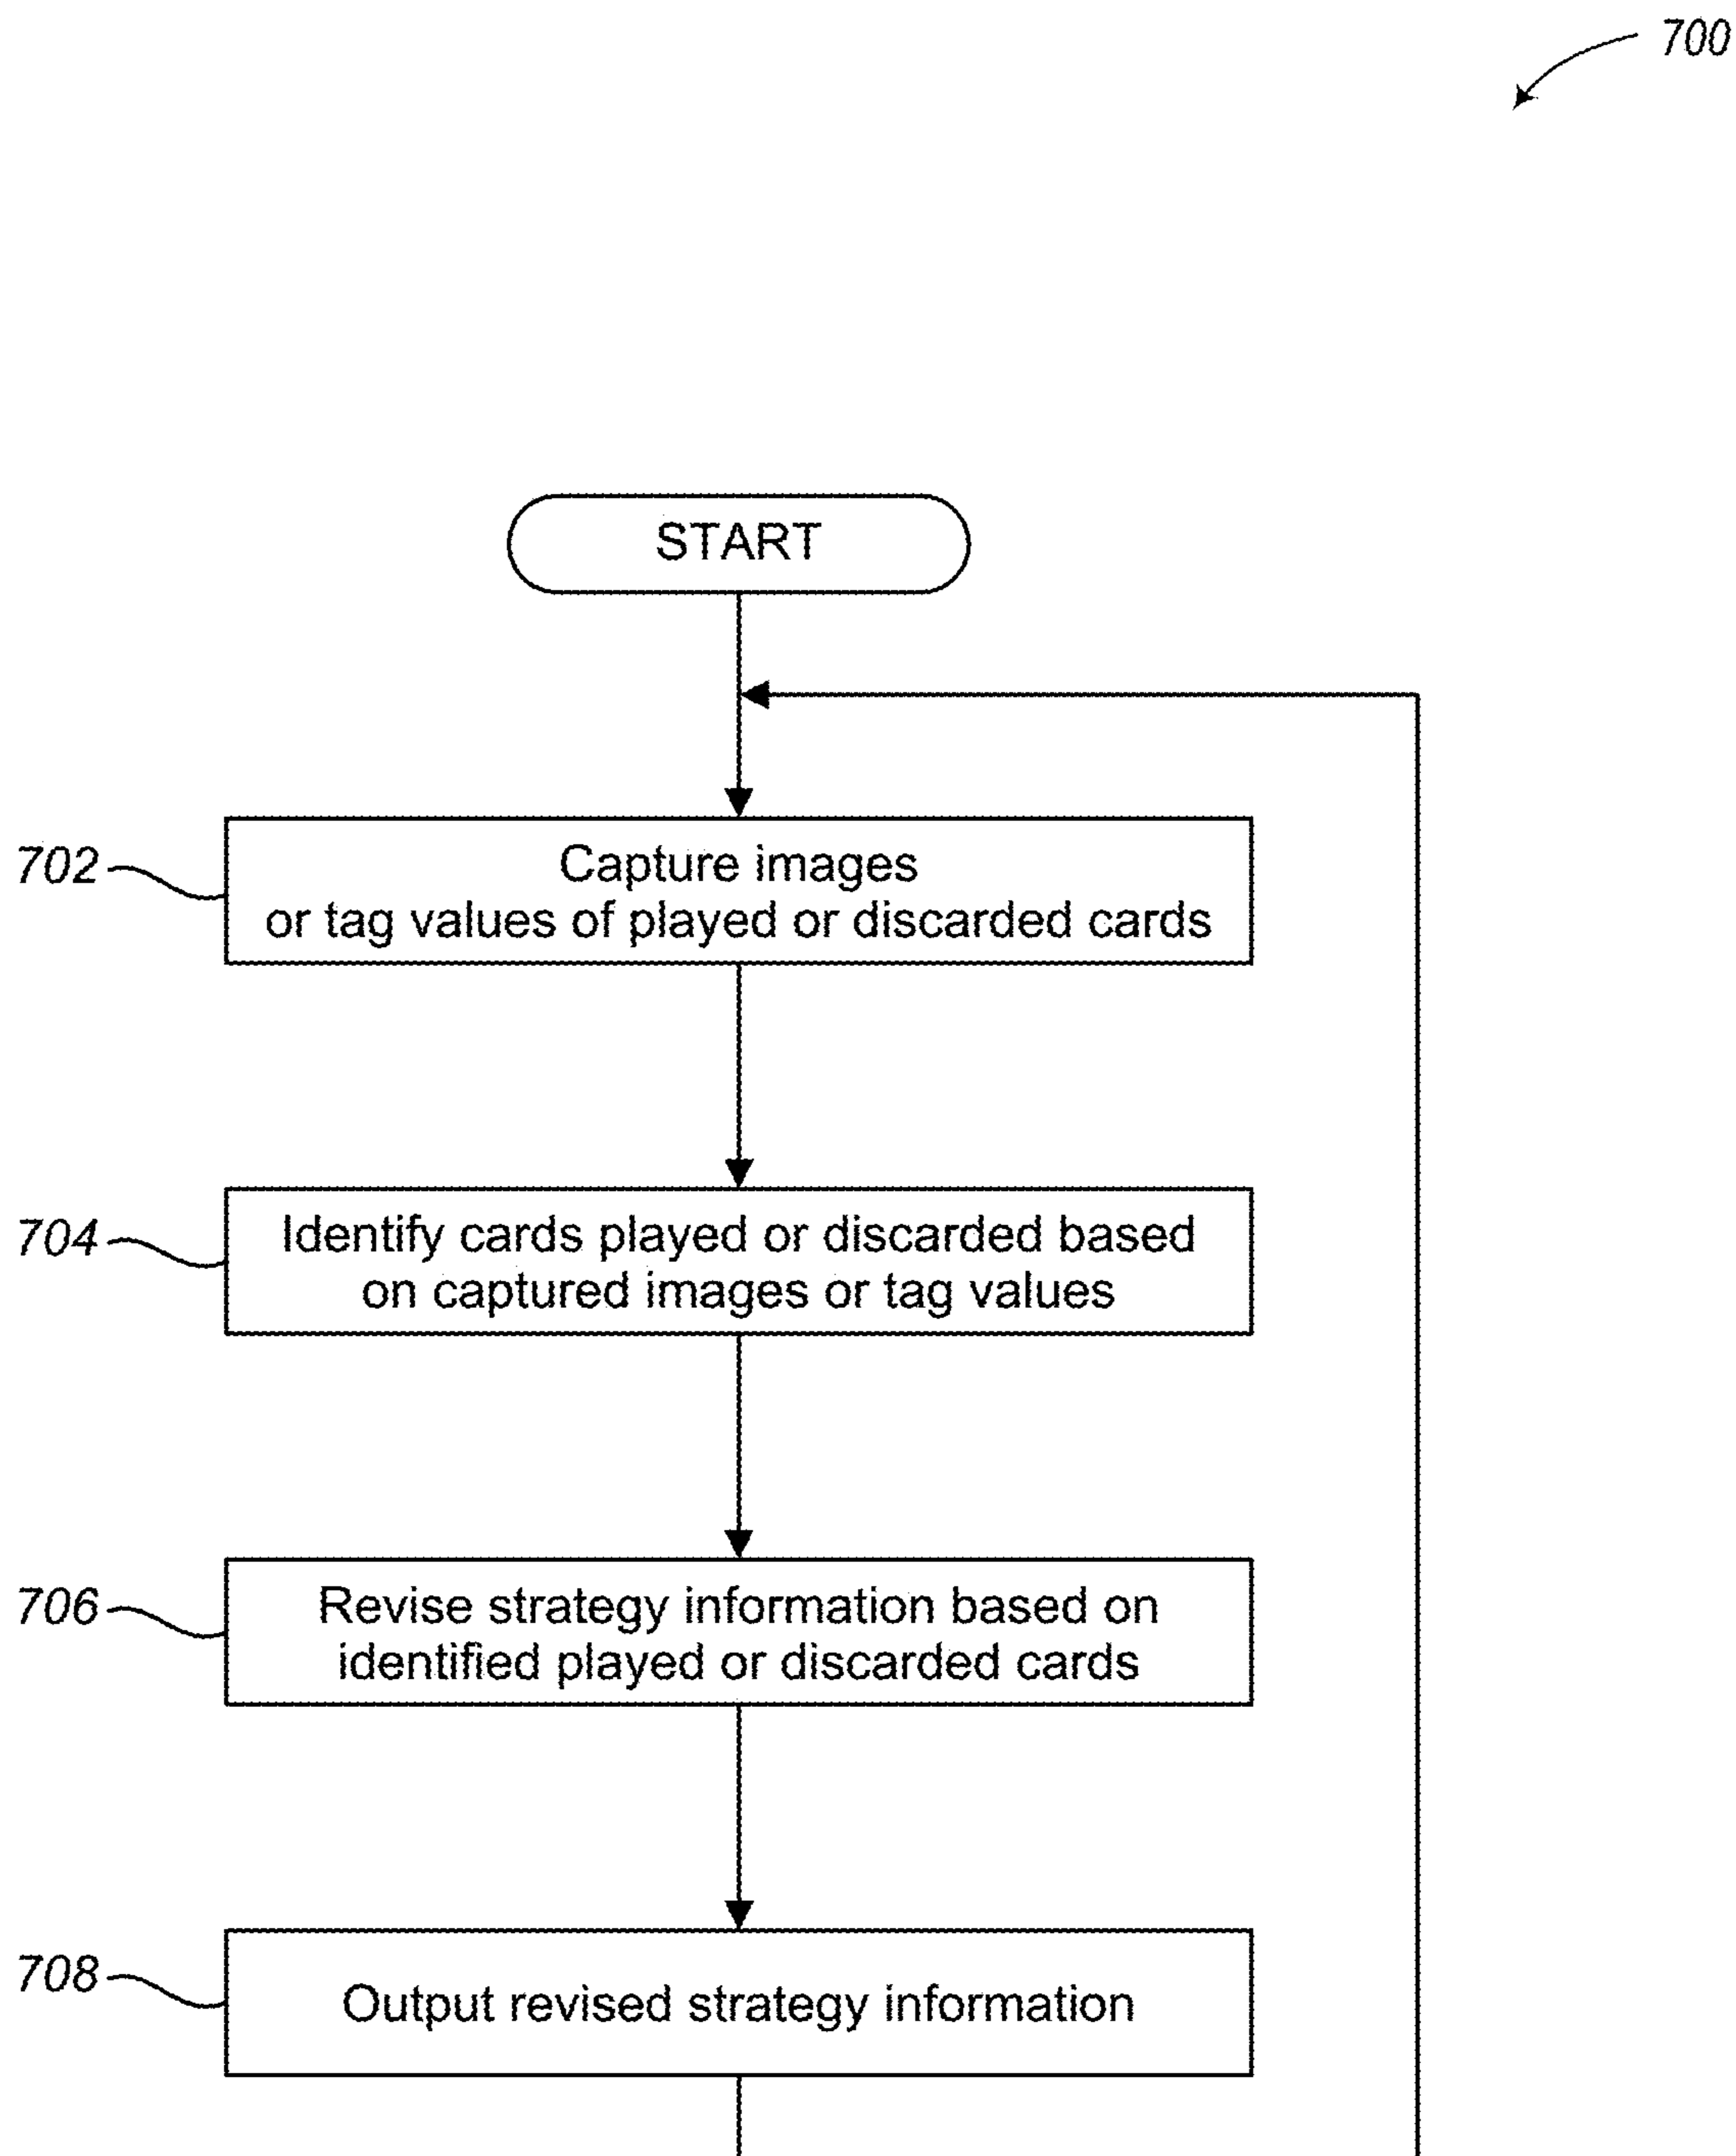 700
START
702
Capture images
or tag values of played or discarded cards
704
Identify cards played or discarded based
on captured images or tag values
706
Revise strategy information based on
identified played or discarded cards
708
Output revised strategy information